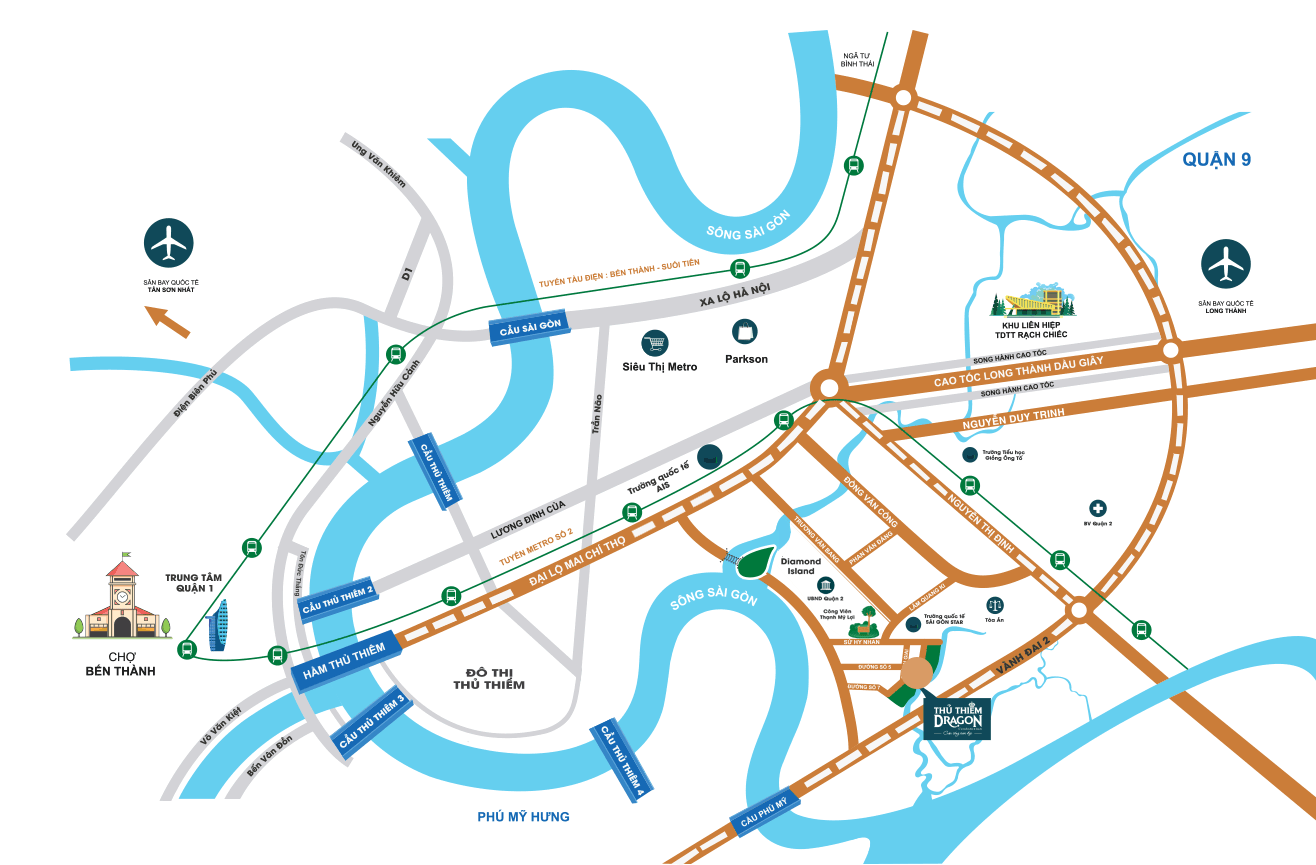 NGÃ TƯ
BÌNH THÁI
QUẬN 9
Ung Văn Khiêm
SÔNG SÀI GÒN
D1
TUYẾN TÀU ĐIỆN : BẾN THÀNH - SUỐI TIÊN
XA LỘ HÀ NỘI
SÂN BAY QUỐC TẾ
TÂN SƠN NHẤT
SÂN BAY QUỐC TẾ
LONG THÀNH
CẦU SÀI GÒN
KHU LIÊN HIỆP
TDTT RẠCH CHIẾC
Siêu Thị Metro
Parkson
SONG HÀNH CAO TỐC
CAO TỐC LONG THÀNH DẦU GIÂY
SONG HÀNH CAO TỐC
NGUYỄN DUY TRINH
Điện Biên Phủ
Nguyễn Hữu Cảnh
Trần Não
CẦU THỦ THIÊM
Trường quốc tế
AIS
Trường Tiểu học
Giồng Ông Tố
LƯƠNG ĐỊNH CỦA
TUYẾN METRO SỐ 2
ĐẠI LỘ MAI CHÍ THỌ
ĐỒNG VĂN CỐNG
NGUYỄN THỊ ĐỊNH
BV Quận 2
TRƯƠNG VĂN BANG
PHAN VĂN ĐÁNG
Tôn Đức Thắng
TRUNG TÂM
QUẬN 1
Diamond
Island
UBND Quận 2
LÂM QUANG KY
CẦU THỦ THIÊM 2
SÔNG SÀI GÒN
Công Viên
Thạnh Mỹ Lợi
Trường quốc tế
SÀI GÒN STAR
Tòa Án
SỬ HY NHAN
HẦM THỦ THIÊM
CHỢ
BẾN THÀNH
ĐÔ THỊ
THỦ THIÊM
ĐƯỜNG SỐ 5
ĐƯỜNG SỐ 7
VÀNH ĐAI 2
THỦ THIÊM
DRAGON
Võ Văn Kiệt
Bến Vân Đồn
CẦU THỦ THIÊM 3
CẦU THỦ THIÊM 4
CẦU PHÚ MỸ
PHÚ MỸ HƯNG